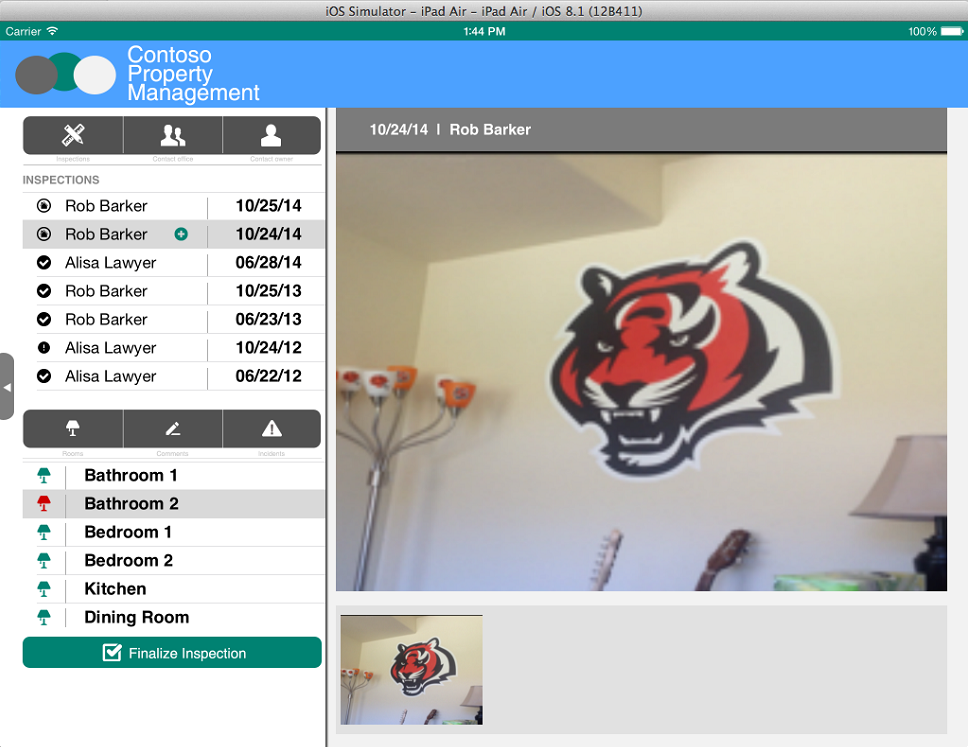 iOS Simulator - iPad Air - iPad Air / iOS 8.1 (12B411)
Carrier 1:44 PM 100%
Contoso
Property
Management
Inspections Contact office Contact owner
INSPECTIONS
Rob Barker 10/25/14
Rob Barker 10/24/14
Alisa Lawyer 06/28/14
Rob Barker 10/25/13
Rob Barker 06/23/13
Alisa Lawyer 10/24/12
Alisa Lawyer 06/22/12
Rooms Comments Incidents
Bathroom 1
Bathroom 2
Bedroom 1
Bedroom 2
Kitchen
Dining Room
Finalize Inspection
10/24/14 | Rob Barker